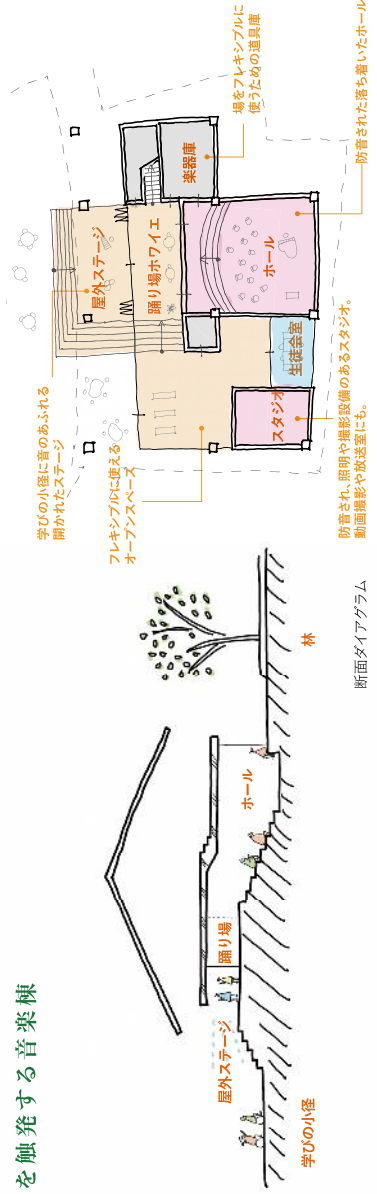 を触発する音楽棟
学びの小径
屋外ステージ
踊り場
ホール
林
断面ダイアグラム
学びの小径に音のあふれる
開かれたステージ
フレキシブルに使える
オープンスペース
屋外ステージ
踊り場ホワイエ
楽器庫
ホール
生徒会室
スタジオ
場をフレキシブルに
使うための道具庫
防音された落ち着いたホール
防音され、照明や撮影設備のあるスタジオ。
動画撮影や放送室にも。